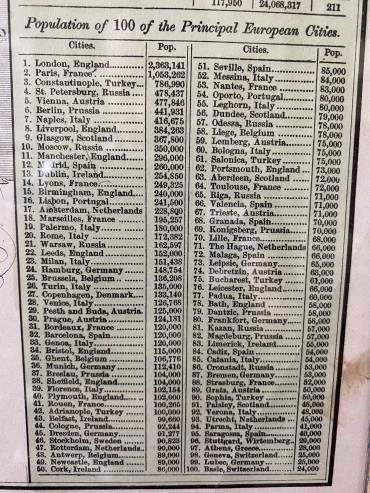 117,950 24,068,317 211
Population of 100 of the Principal European Cities.
Cities. Pop.
1. London, England 2,363,141
2. Paris, France 1,053,262
3. Constantinople, Turkey 786,990
4. St. Petersburg, Russia 478,437
5. Vienna, Austria 477,846
6. Berlin, Prussia 441,931
7. Naples, Italy 416,675
8. Liverpool, England 384,263
9. Glasgow, Scotland 367,800
10. Moscow, Russia 350,000
11. Manchester, England 296,000
12. Madrid, Spain 260,000
13. Dublin, Ireland 254,850
14. Lyons, France 249,325
15. Birmingham, England 240,000
16. Lisbon, Portugal 241,500
17. Amsterdam, Netherlands 228,800
18. Marseilles, France 195,257
19. Palermo, Italy 180,000
20. Rome, Italy 172,382
21. Warsaw, Russia 162,597
22. Leeds, England 152,000
23. Milan, Italy 151,438
24. Hamburg, Germany 148,754
25. Brussels, Belgium 136,208
26. Turin, Italy 135,000
27. Copenhagen, Denmark 133,140
28. Venice, Italy 126,768
29. Pesth and Buda, Austria 125,000
30. Prague, Austria 124,181
31. Bordeaux, France 120,000
32. Barcelona, Spain 120,000
33. Genoa, Italy 120,000
34. Bristol, England 115,000
35. Ghent, Belgium 106,776
36. Munich, Germany 112,410
37. Breslau, Prussia 104,000
38. Sheffield, England 104,000
39. Florence, Italy 102,154
40. Plymouth, England 102,000
41. Rouen, France 100,265
42. Adrianople, Turkey 100,000
43. Belfast, Ireland 99,660
44. Cologne, Prussia 92,244
45. Dresden, Germany 91,277
46. Stockholm, Sweden 90,823
47. Rotterdam, Netherlands 90,000
48. Antwerp, Belgium 89,000
49. Newcastle, England 89,000
50. Cork, Ireland 86,000
Cities. Pop.
51. Seville, Spain 85,000
52. Messina, Italy 84,000
53. Nantes, France 83,000
54. Oporto, Portugal 80,000
55. Leghorn, Italy 80,000
56. Dundee, Scotland 79,000
57. Odessa, Russia 78,000
58. Liege, Belgium 78,000
59. Lemberg, Austria 75,000
60. Bologna, Italy 75,000
61. Salonica, Turkey 75,000
62. Portsmouth, England 73,000
63. Aberdeen, Scotland 72,000
64. Toulouse, France 72,000
65. Riga, Russia 71,000
66. Valencia, Spain 71,000
67. Trieste, Austria 71,000
68. Granada, Spain 70,000
69. Konigsberg, Prussia 70,000
70. Lille, France 68,000
71. The Hague, Netherlands 66,000
72. Malaga, Spain 66,000
73. Leipsic, Germany 65,000
74. Debretzin, Austria 63,000
75. Bucharest, Turkey 61,000
76. Leicester, England 60,000
77. Padua, Italy 60,000
78. Bath, England 58,000
79. Dantzic, Prussia 58,000
80. Frankfort, Germany 58,000
81. Kazan, Russia 57,000
82. Magdeburg, Prussia 57,000
83. Limerick, Ireland 55,000
84. Cadiz, Spain 54,000
85. Catania, Italy 54,000
86. Cronstadt, Russia 53,000
87. Bremen, Germany 53,000
88. Strasburg, France 52,000
89. Gratz, Austria 50,000
90. Sophia, Turkey 50,000
91. Paisley, Scotland 48,000
92. Verona, Italy 48,000
93. Utrecht, Netherlands 45,000
94. Parma, Italy 41,000
95. Saragossa, Spain 40,000
96. Stuttgart, Wirtemberg 29,000
97. Athens, Greece 28,000
98. Geneva, Switzerland 25,000
99. Lubec, Germany 25,000
100. Basle, Switzerland 24,000